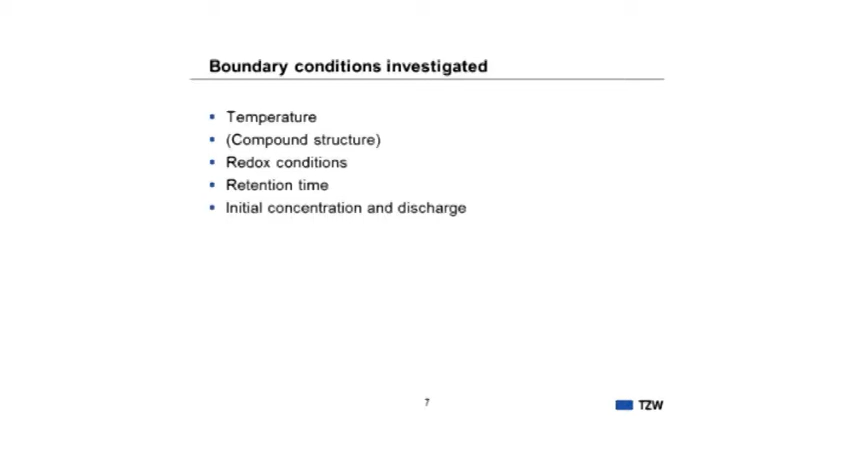 Boundary conditions investigated
• Temperature
• (Compound structure)
• Redox conditions
• Retention time
• Initial concentration and discharge
7
TZW